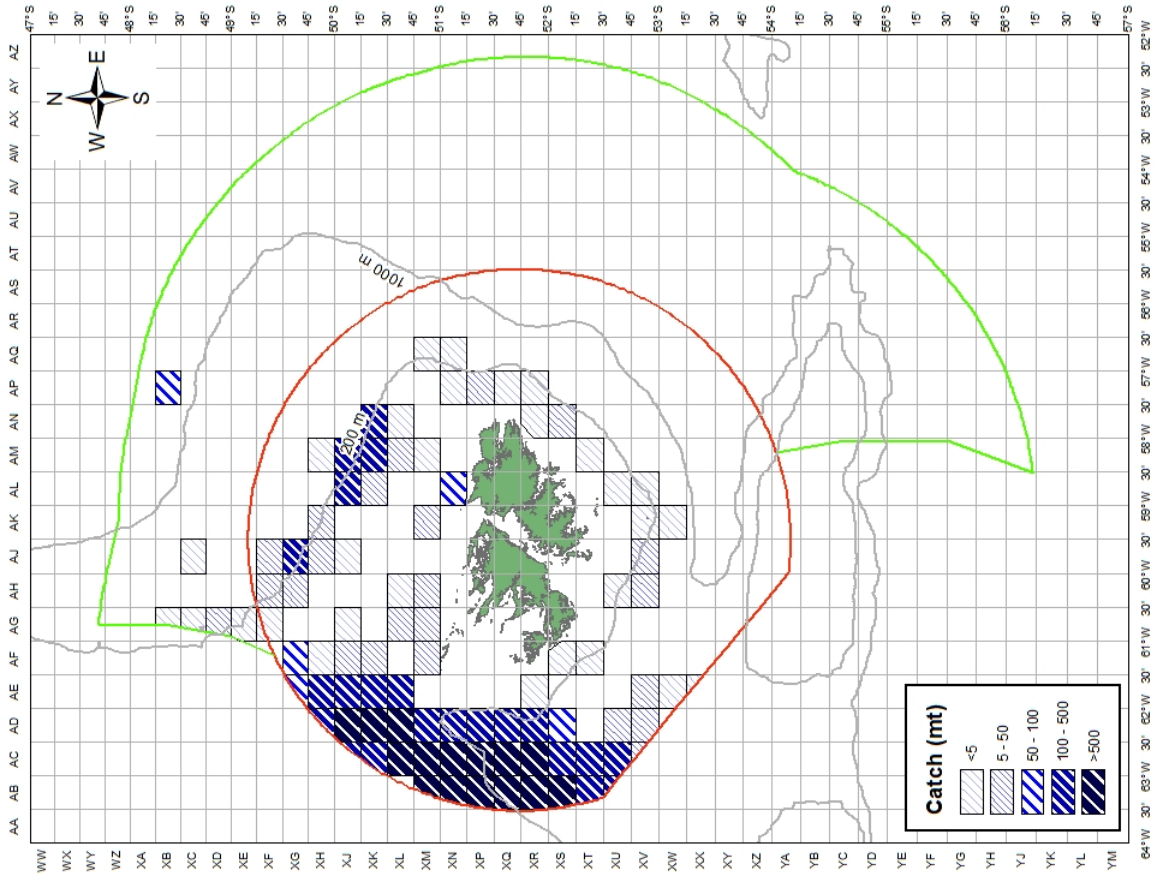 AA AB AC AD AE AF AG AH AJ AK AL AM AN AP AQ AR AS AT AU AV AW AX AY AZ
WW
WX
WY
WZ
XA
XB
XC
XD
XE
XF
XG
XH
XJ
XK
XL
XM
XN
XP
XQ
XR
XS
XT
XU
XV
XW
XX
XY
XZ
YA
YB
YC
YD
YE
YF
YG
YH
YJ
YK
YL
YM
N
W E
S
1000 m
200 m
Catch (mt)
<5
5 - 50
50 - 100
100 - 500
>500
47°S
15'
30'
45'
48°S
15'
30'
45'
49°S
15'
30'
45'
50°S
15'
30'
45'
51°S
15'
30'
45'
52°S
15'
30'
45'
53°S
15'
30'
45'
54°S
15'
30'
45'
55°S
15'
30'
45'
56°S
15'
30'
45'
57°S
64°W 30' 63°W 30' 62°W 30' 61°W 30' 60°W 30' 59°W 30' 58°W 30' 57°W 30' 56°W 30' 55°W 30' 54°W 30' 53°W 30' 52°W